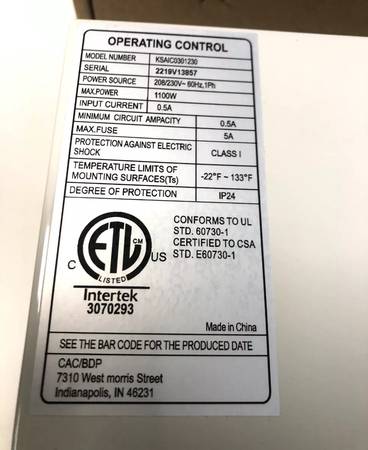 OPERATING CONTROL
MODEL NUMBER KSAIC0301230
SERIAL 2219V13857
POWER SOURCE 208/230V~ 60Hz,1Ph
MAX.POWER 1100W
INPUT CURRENT 0.5A
MINIMUM CIRCUIT AMPACITY 0.5A
MAX.FUSE 5A
PROTECTION AGAINST ELECTRIC
SHOCK CLASS I
TEMPERATURE LIMITS OF
MOUNTING SURFACES(Ts) -22°F ~ 133°F
DEGREE OF PROTECTION IP24
CONFORMS TO UL
STD. 60730-1
CERTIFIED TO CSA
STD. E60730-1
C ETL CM US
LISTED
Intertek
3070293
Made in China
SEE THE BAR CODE FOR THE PRODUCED DATE
CAC/BDP
7310 West morris Street
Indianapolis, IN 46231